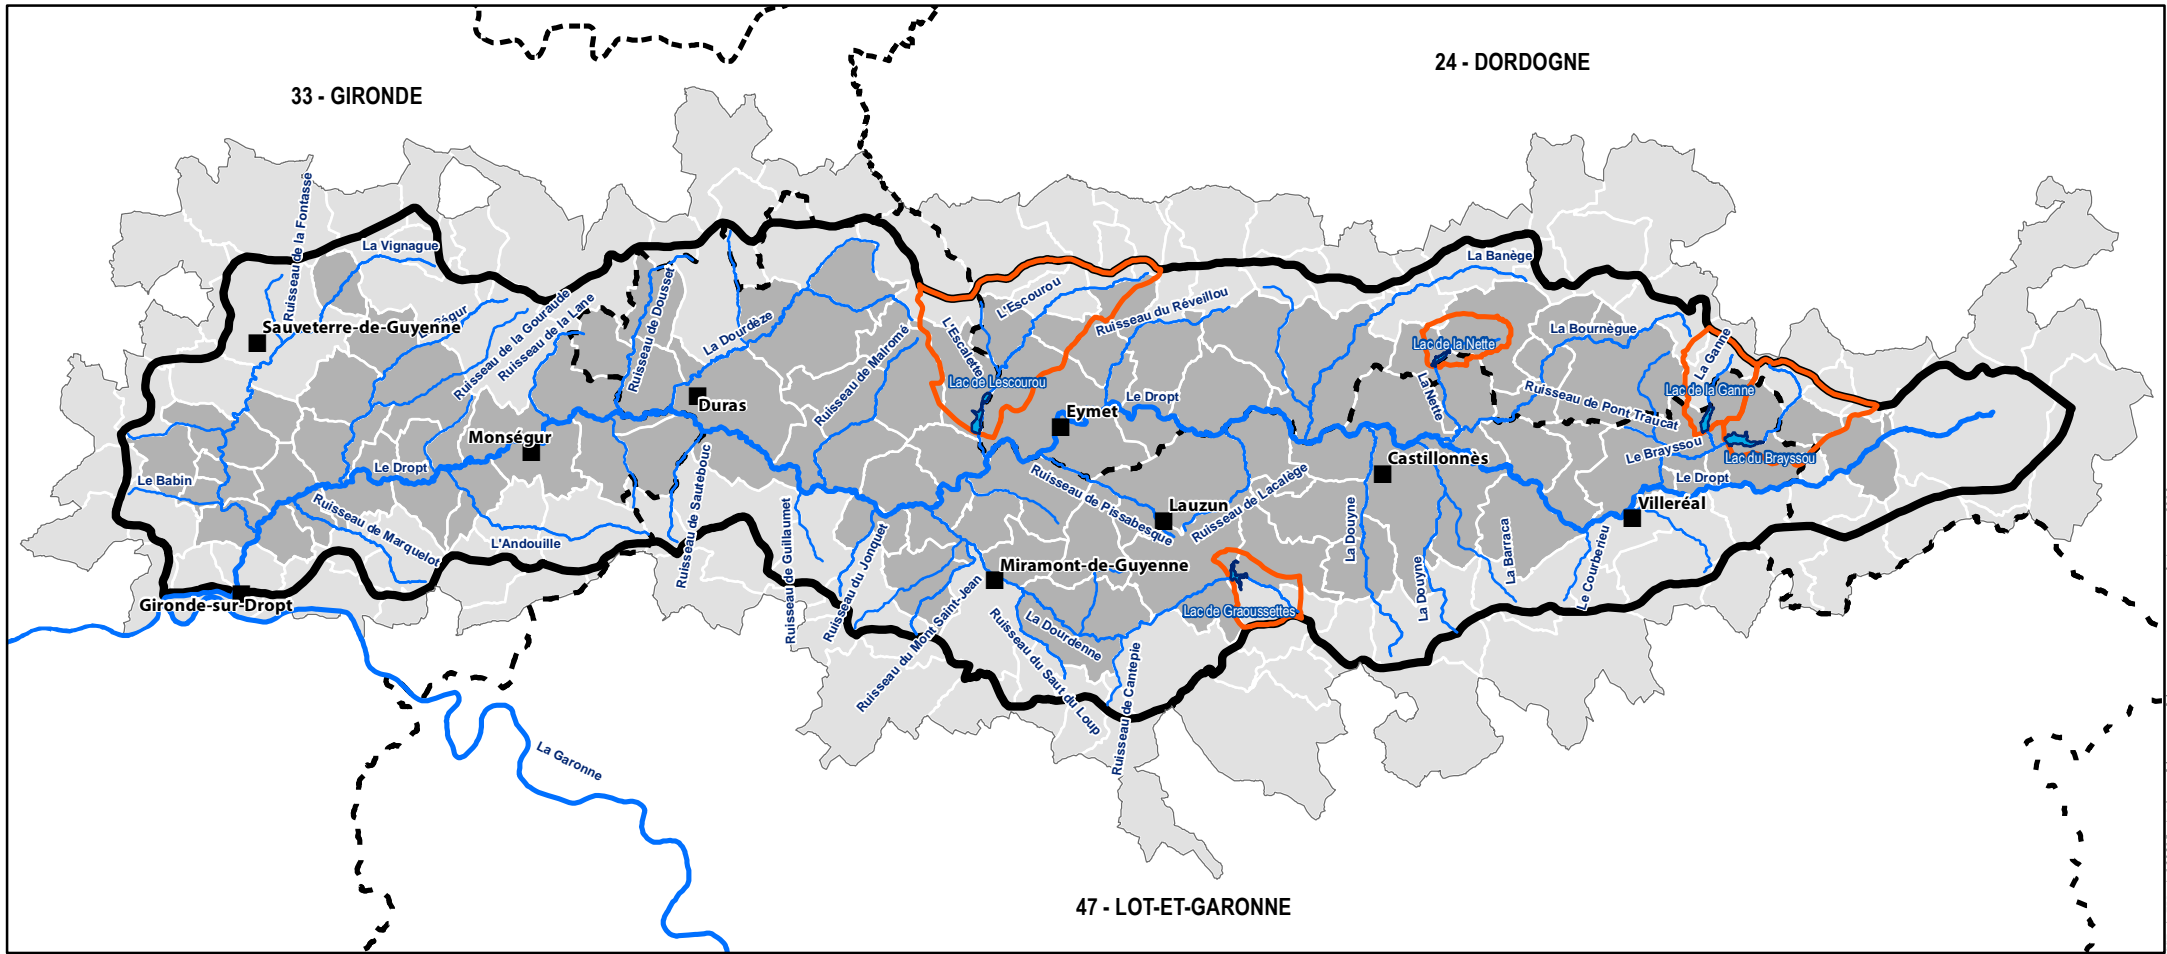 24 - DORDOGNE
33 - GIRONDE
Ruisseau de la Fontasse
La Vignague
La Banège
Le Ségur
Ruisseau de la Gouraude
Ruisseau de la Lane
Ruisseau de Dousset
La Dourdèze
Ruisseau de Malromé
L'Escourou
L'Escalette
Ruisseau du Réveillou
La Bournègue
La Ganne
Sauveterre-de-Guyenne
Lac de la Nette
La Nette
Lac de Lescourou
Lac de la Ganne
Duras
Eymet
Le Dropt
Ruisseau de Pont Traucat
Monségur
Le Dropt
Le Babin
Castillonnès
Le Brayssou
Lac du Brayssou
Le Dropt
Ruisseau de Marquelot
L'Andouille
Ruisseau de Sautebouc
Ruisseau de Guillaumet
Ruisseau du Jonquet
Ruisseau de Pissabesque
Lauzun
Ruisseau de Lacalège
La Douyne
La Douyne
La Barraca
Le Courberieu
Villeréal
Miramont-de-Guyenne
Gironde-sur-Dropt
Lac de Graoussettes
Ruisseau du Mont Saint-Jean
Ruisseau du Saut du Loup
La Dourdenne
Ruisseau de Cantepie
La Garonne
47 - LOT-ET-GARONNE